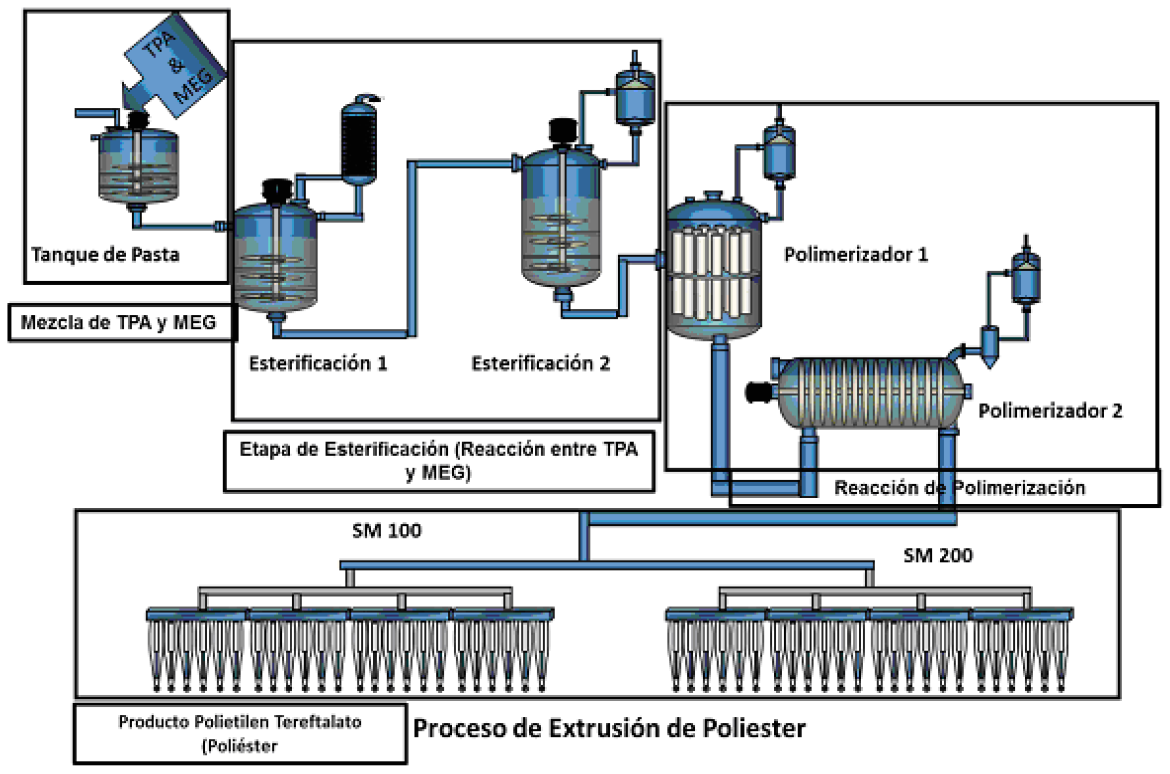 TPA
&
MEG
Tanque de Pasta
Mezcla de TPA y MEG
Esterificación 1
Esterificación 2
Etapa de Esterificación (Reacción entre TPA
y MEG)
Polimerizador 1
Polimerizador 2
Reacción de Polimerización
SM 100
SM 200
Producto Polietilen Tereftalato
(Poliéster
Proceso de Extrusión de Poliester